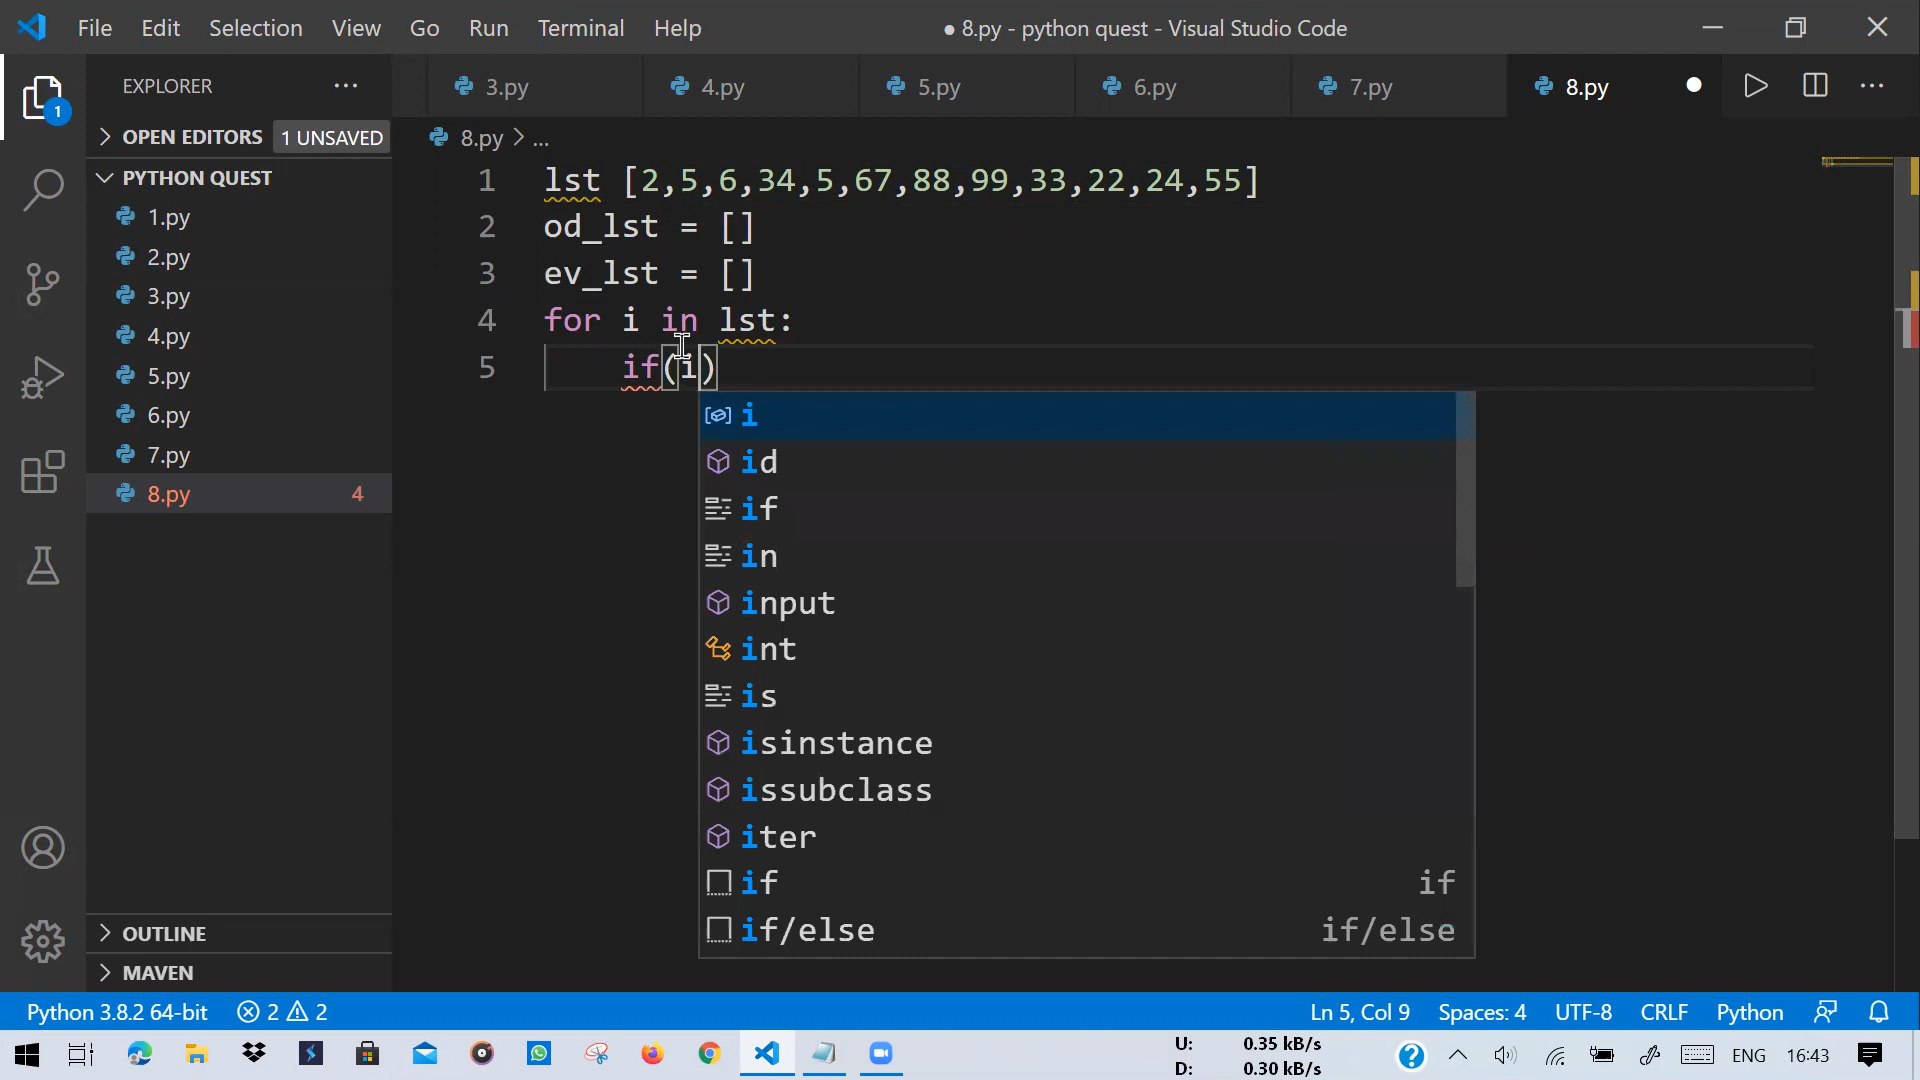 File Edit Selection View Go Run Terminal Help ● 8.py - python quest - Visual Studio Code
EXPLORER ...
3.py 4.py 5.py 6.py 7.py 8.py ...
1
OPEN EDITORS 1 UNSAVED
8.py > ...
PYTHON QUEST
1.py
2.py
3.py
4.py
5.py
6.py
7.py
8.py 4
OUTLINE
MAVEN
1 lst [2,5,6,34,5,67,88,99,33,22,24,55]
2 od_lst = []
3 ev_lst = []
4 for i in lst:
5 if(i)
i
id
if
in
input
int
is
isinstance
issubclass
iter
if if
if/else if/else
Python 3.8.2 64-bit 2 2 Ln 5, Col 9 Spaces: 4 UTF-8 CRLF Python
U: 0.35 kB/s
D: 0.30 kB/s
ENG 16:43